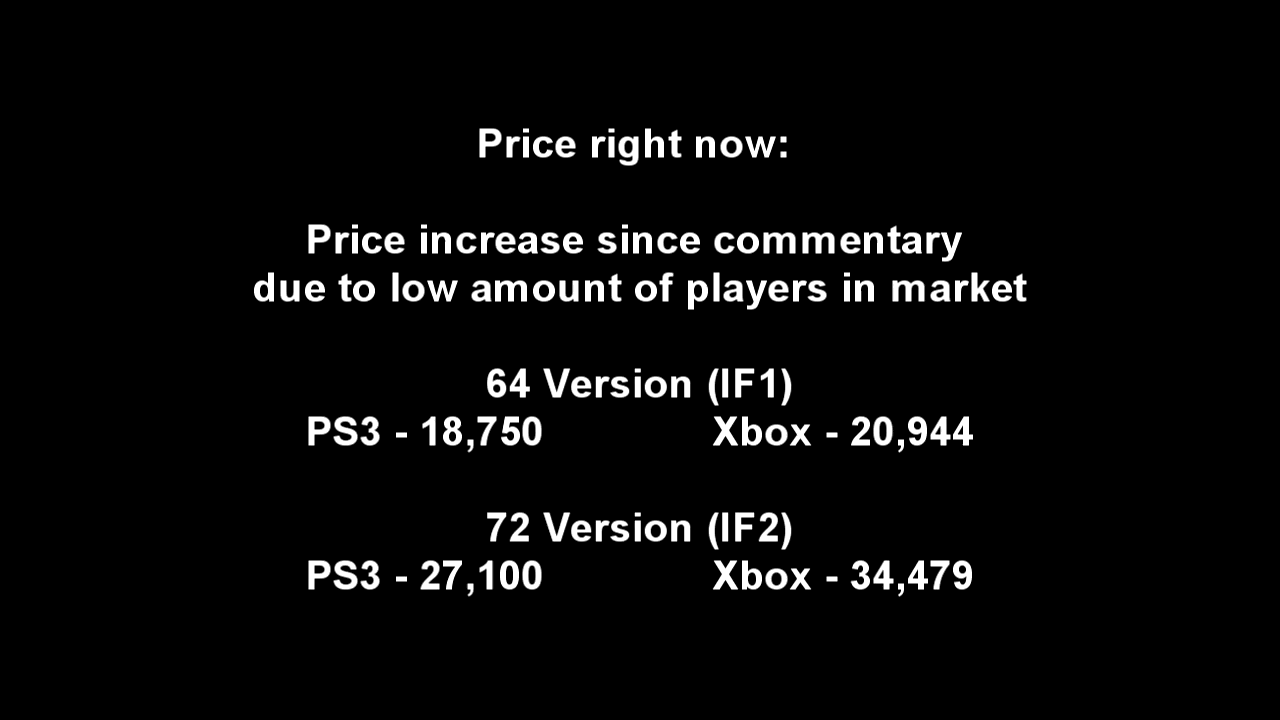 Price right now:
Price increase since commentary
due to low amount of players in market
64 Version (IF1)
PS3 - 18,750 Xbox - 20,944
72 Version (IF2)
PS3 - 27,100 Xbox - 34,479